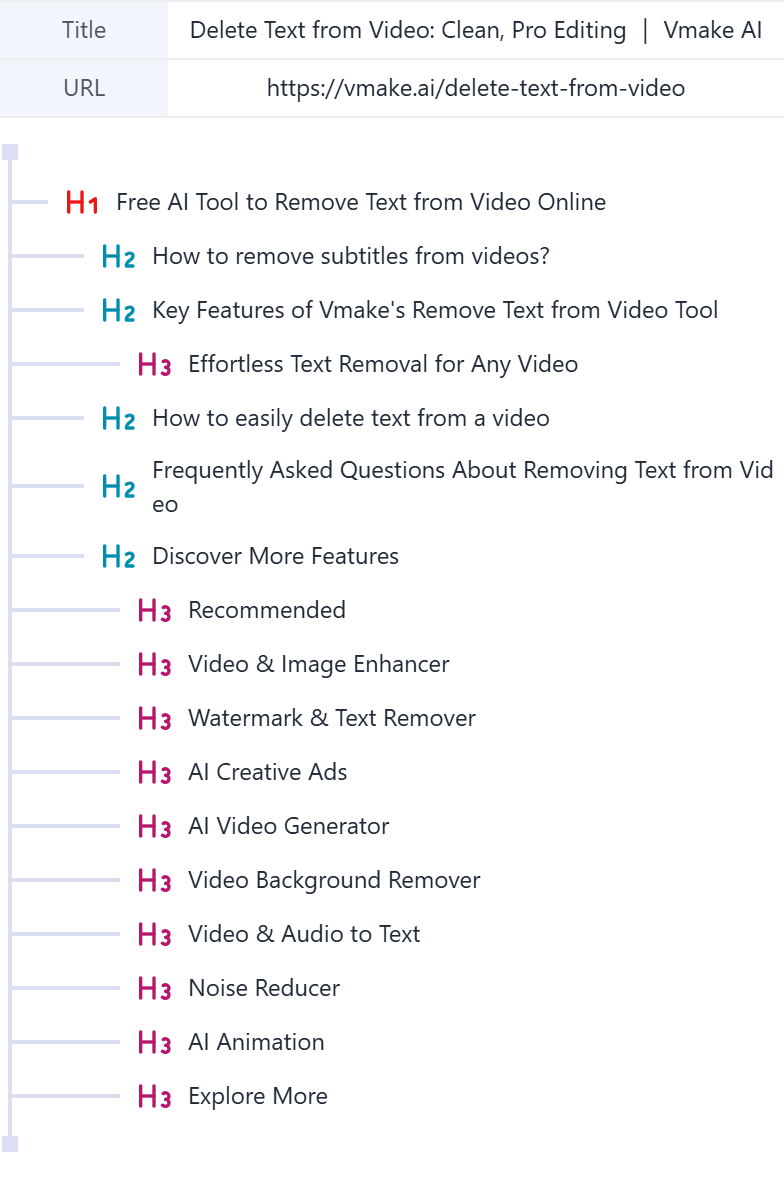 Title Delete Text from Video: Clean, Pro Editing | Vmake AI
URL https://vmake.ai/delete-text-from-video
H1 Free AI Tool to Remove Text from Video Online
H2 How to remove subtitles from videos?
H2 Key Features of Vmake's Remove Text from Video Tool
H3 Effortless Text Removal for Any Video
H2 How to easily delete text from a video
H2 Frequently Asked Questions About Removing Text from Vid
eo
H2 Discover More Features
H3 Recommended
H3 Video & Image Enhancer
H3 Watermark & Text Remover
H3 AI Creative Ads
H3 AI Video Generator
H3 Video Background Remover
H3 Video & Audio to Text
H3 Noise Reducer
H3 AI Animation
H3 Explore More